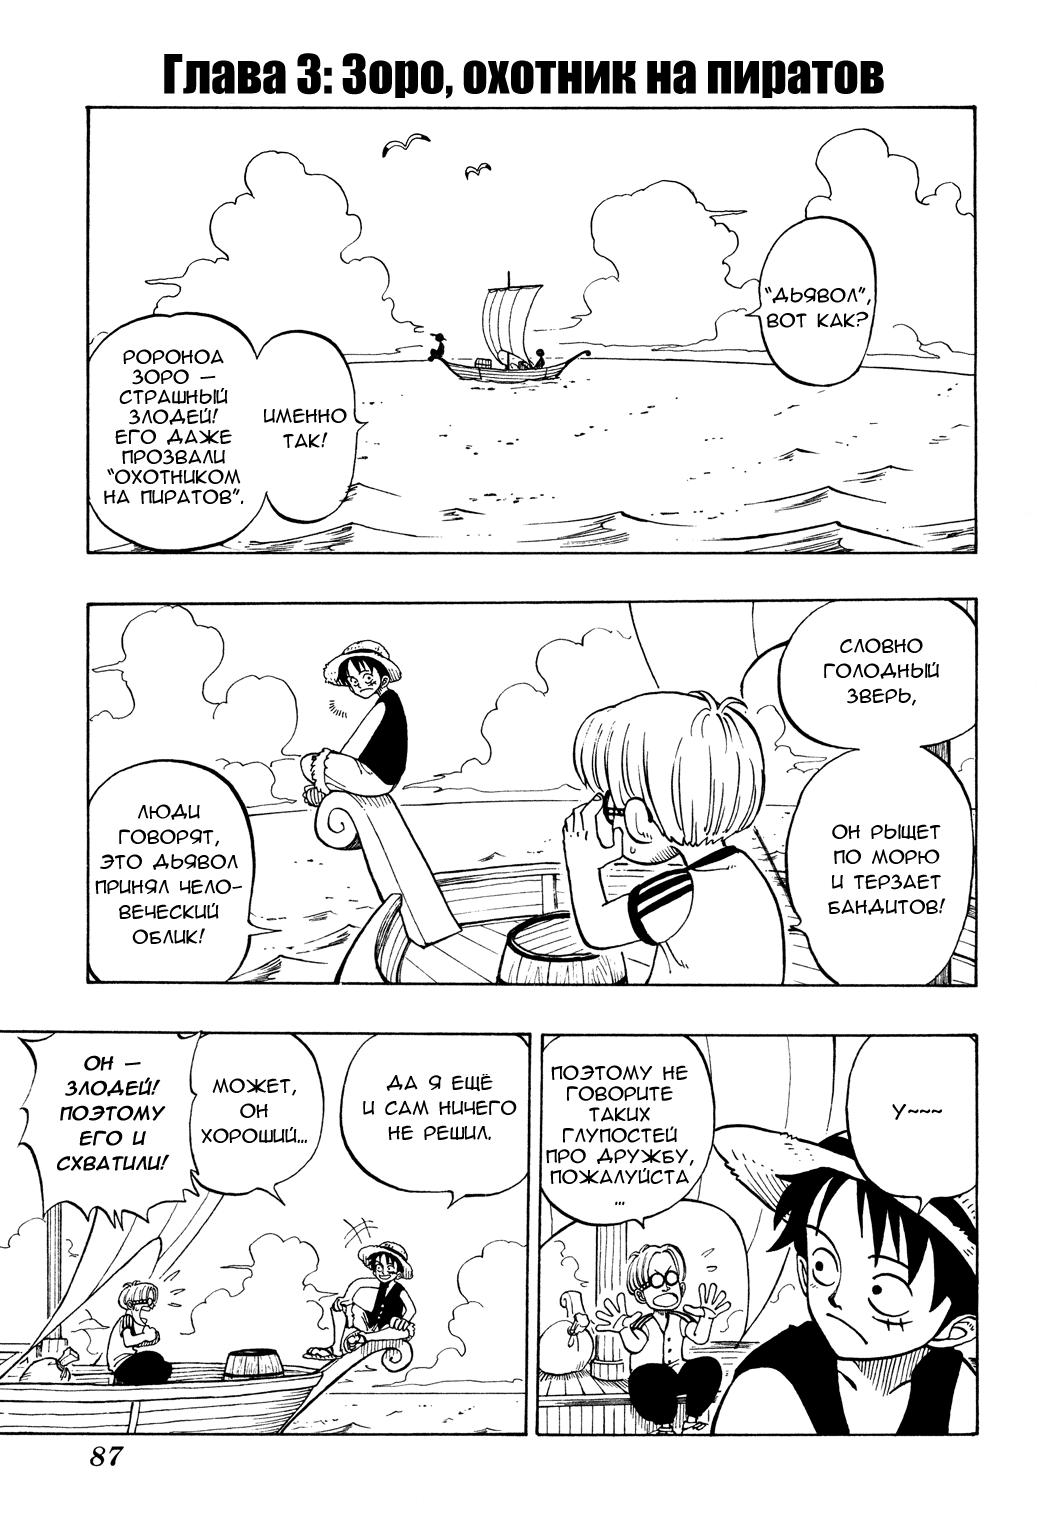 Глава 3: Зоро, охотник на пиратов
"ДЬЯВОЛ",
ВОТ КАК?
ИМЕННО
ТАК!
РОРОНОА
ЗОРО —
СТРАШНЫЙ
ЗЛОДЕЙ!
ЕГО ДАЖЕ
ПРОЗВАЛИ
"ОХОТНИКОМ
НА ПИРАТОВ".
СЛОВНО
ГОЛОДНЫЙ
ЗВЕРЬ,
ОН РЫЩЕТ
ПО МОРЮ
И ТЕРЗАЕТ
БАНДИТОВ!
ЛЮДИ
ГОВОРЯТ,
ЭТО ДЬЯВОЛ
ПРИНЯЛ ЧЕЛО-
ВЕЧЕСКИЙ
ОБЛИК!
У~~~
ПОЭТОМУ НЕ
ГОВОРИТЕ
ТАКИХ
ГЛУПОСТЕЙ
ПРО ДРУЖБУ,
ПОЖАЛУЙСТА
...
ДА Я ЕЩЁ
И САМ НИЧЕГО
НЕ РЕШИЛ.
МОЖЕТ,
ОН
ХОРОШИЙ...
ОН —
ЗЛОДЕЙ!
ПОЭТОМУ
ЕГО И
СХВАТИЛИ!
87